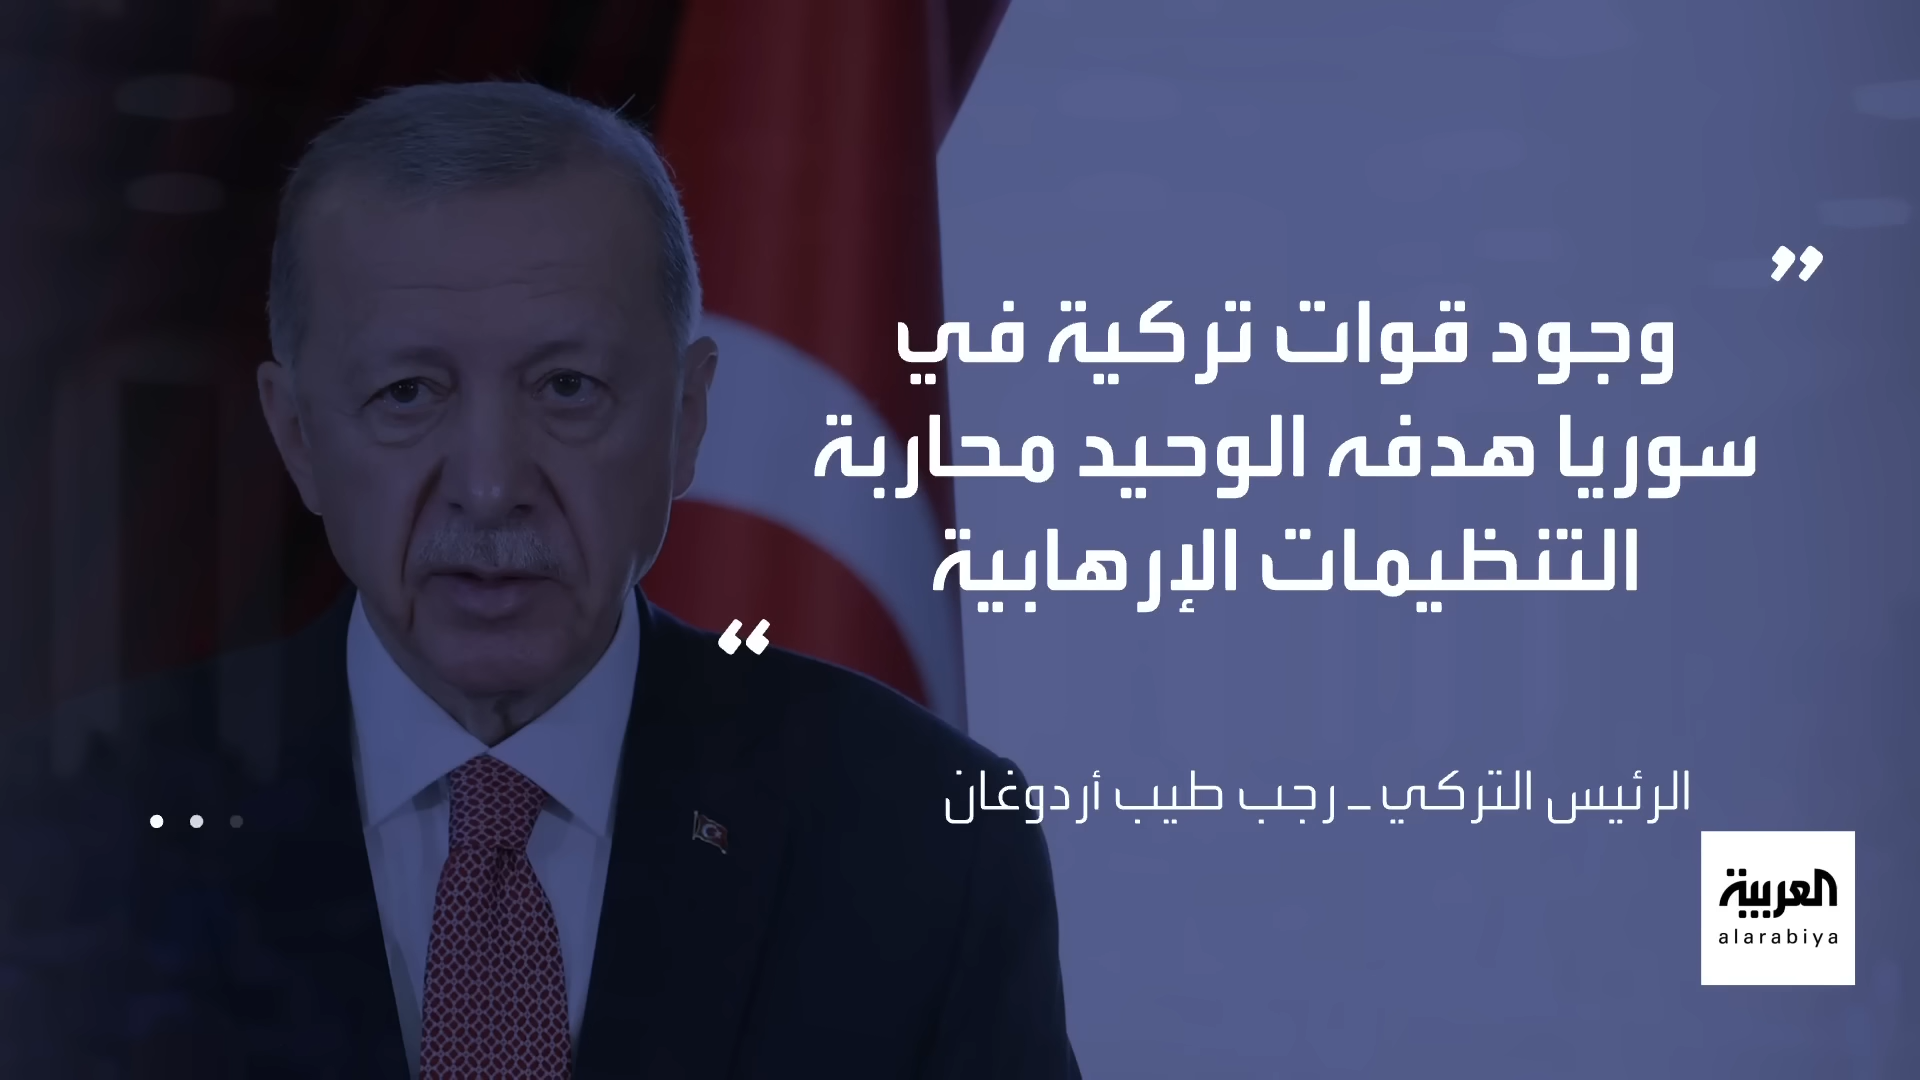 وجود قوات تركية في
سوريا هدفه الوحيد محاربة
التنظيمات الإرهابية
الرئيس التركي – رجب طيب أردوغان
العربية
alarabiya